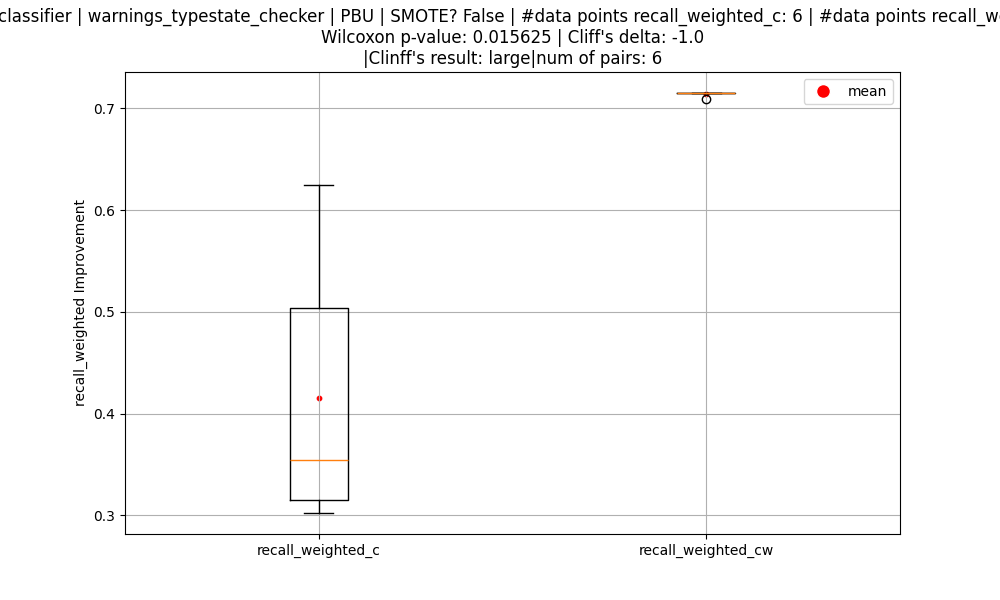 classifier | warnings_typestate_checker | PBU | SMOTE? False | #data points recall_weighted_c: 6 | #data points
Wilcoxon p-value: 0.015625 | Cliff's delta: -1.0
|Clinff's result: large|num of pairs: 6
mean
recall_weighted Improvement
0.7
0.6
0.5
0.4
0.3
recall_weighted_c
recall_weighted_cw